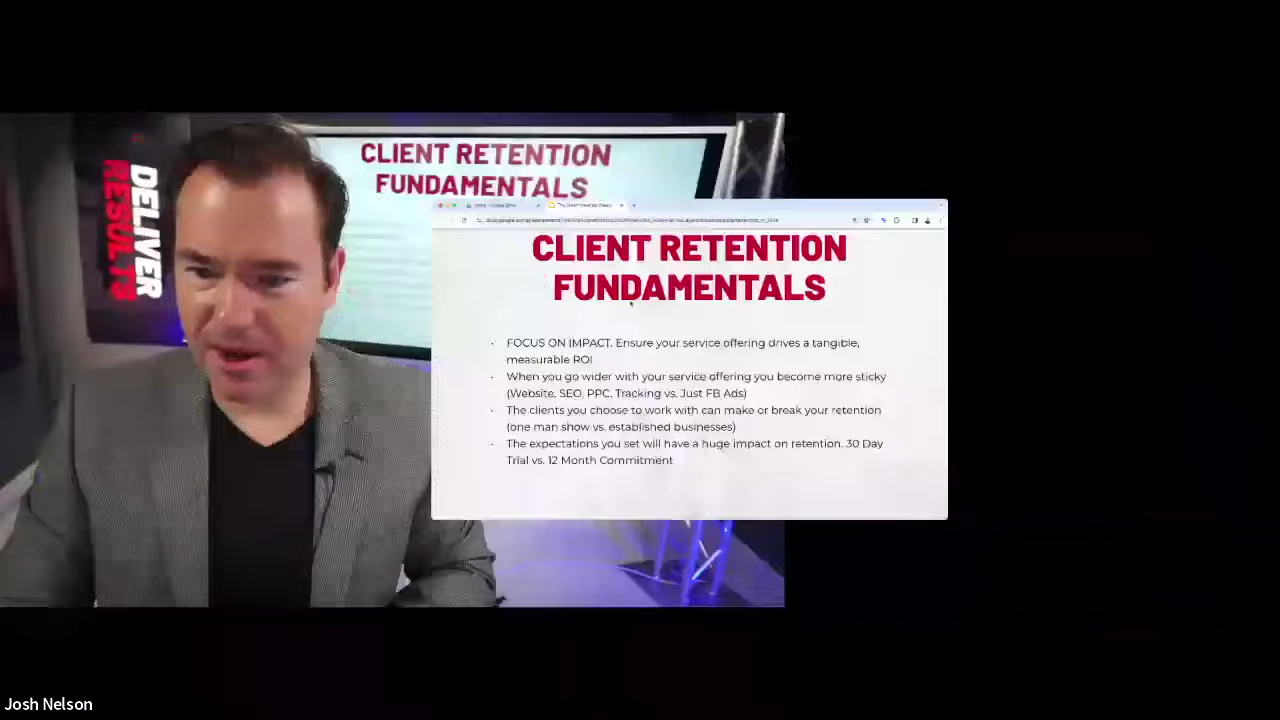 DELIVER
RESULTS
CLIENT RETENTION
FUNDAMENTALS
CLIENT RETENTION
FUNDAMENTALS
· FOCUS ON IMPACT. Ensure your service offering drives a tangible,
measurable ROI
· When you go wider with your service offering you become more sticky
(Website, SEO, PPC, Tracking vs. Just FB Ads)
· The clients you choose to work with can make or break your retention
(one man show vs. established businesses)
· The expectations you set will have a huge impact on retention. 30 Day
Trial vs. 12 Month Commitment
Josh Nelson